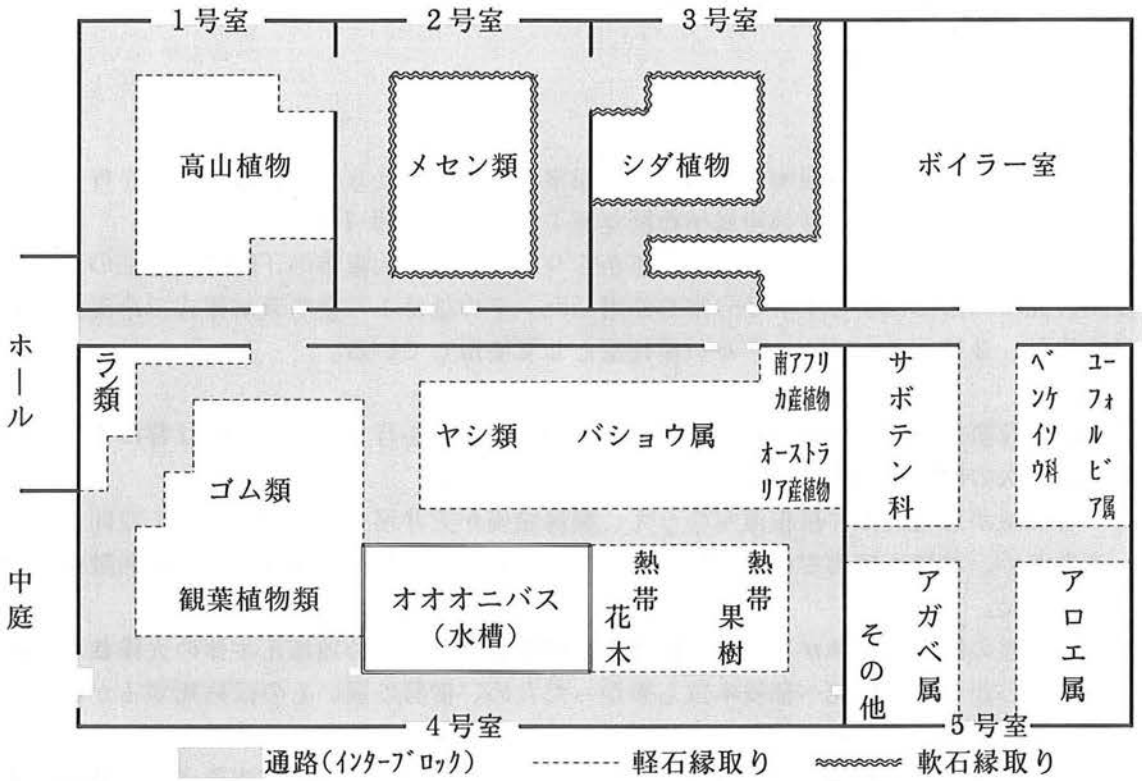 1号室 2号室 3号室
高山植物 メセン類 シダ植物 ボイラー室
ホール
ラン類
ゴム類
観葉植物類
ヤシ類 バショウ属
南アフリ
カ産植物
オーストラ
リア産植物
サボテン科
ベンケイソウ科
ユーフォルビア属
中庭
オオオニバス
(水槽)
熱帯花木
熱帯果樹
その他
アガベ属
アロエ属
4号室 5号室
通路(インターブロック) 軽石縁取り 軟石縁取り